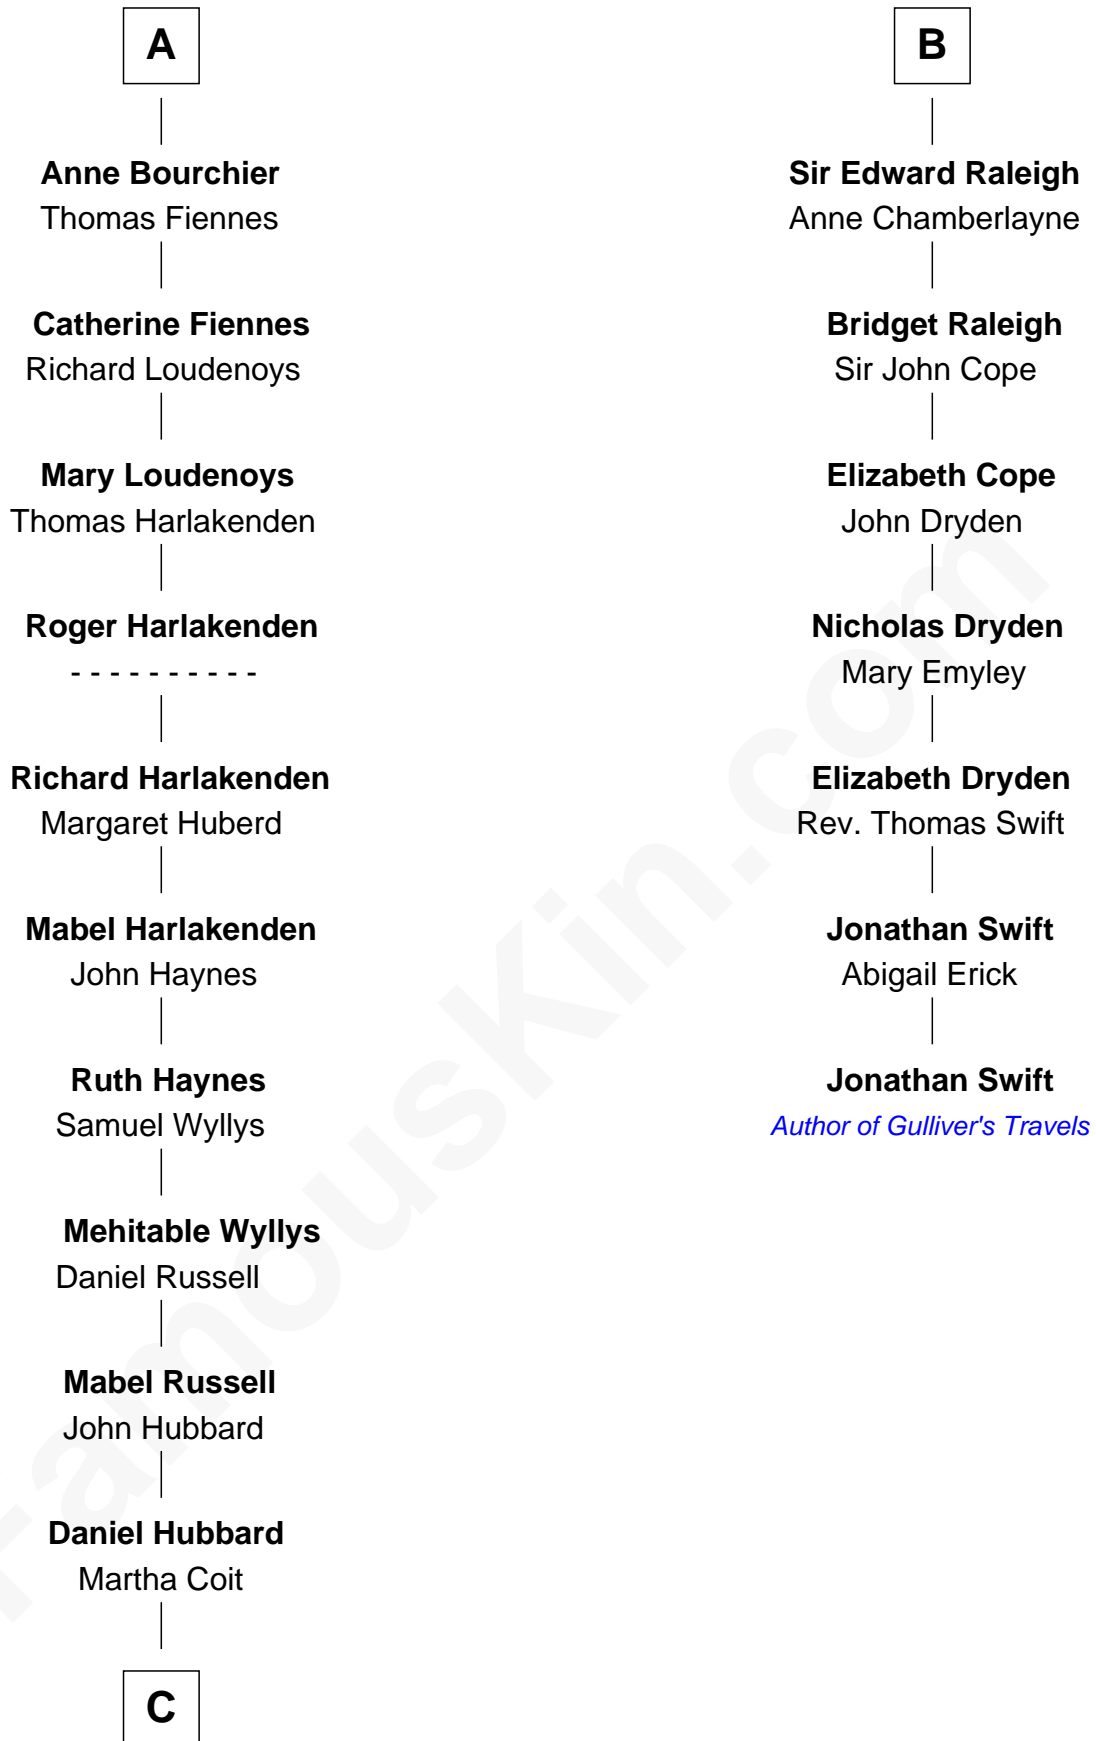 A
Anne Bourchier
Thomas Fiennes
Catherine Fiennes
Richard Loudenoys
Mary Loudenoys
Thomas Harlakenden
Roger Harlakenden
- - - - - - - - - -
Richard Harlakenden
Margaret Huberd
Mabel Harlakenden
John Haynes
Ruth Haynes
Samuel Wyllys
Mehitable Wyllys
Daniel Russell
Mabel Russell
John Hubbard
Daniel Hubbard
Martha Coit
C
B
Sir Edward Raleigh
Anne Chamberlayne
Bridget Raleigh
Sir John Cope
Elizabeth Cope
John Dryden
Nicholas Dryden
Mary Emyley
Elizabeth Dryden
Rev. Thomas Swift
Jonathan Swift
Abigail Erick
Jonathan Swift
Author of Gulliver's Travels
FamousKin.com